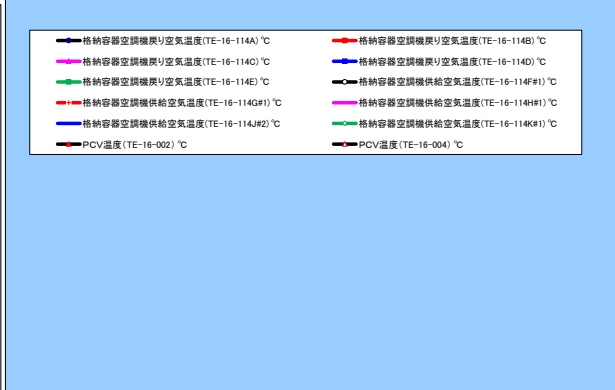 格納容器空調機戻り空気温度(TE-16-114A) ℃ 格納容器空調機戻り空気温度(TE-16-114B) ℃
格納容器空調機戻り空気温度(TE-16-114C) ℃ 格納容器空調機戻り空気温度(TE-16-114D) ℃
格納容器空調機戻り空気温度(TE-16-114E) ℃ 格納容器空調機供給空気温度(TE-16-114F#1) ℃
格納容器空調機供給空気温度(TE-16-114G#1) ℃ 格納容器空調機供給空気温度(TE-16-114H#1) ℃
格納容器空調機供給空気温度(TE-16-114J#2) ℃ 格納容器空調機供給空気温度(TE-16-114K#1) ℃
PCV温度(TE-16-002) ℃ PCV温度(TE-16-004) ℃